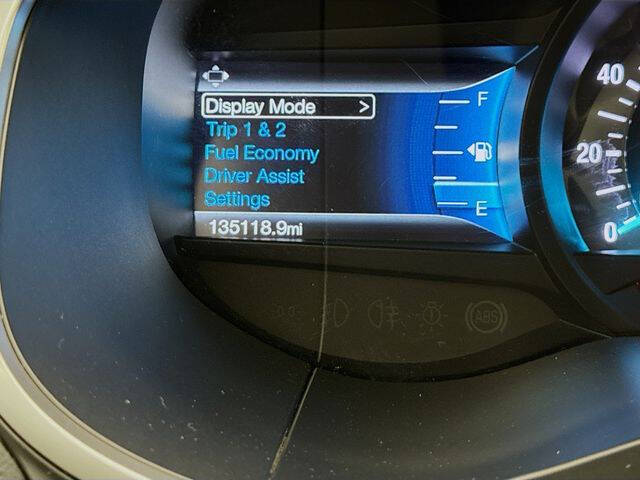 Display Mode >
Trip 1 & 2
Fuel Economy
Driver Assist
Settings
135118.9mi
F
E
40
20
0
ABS